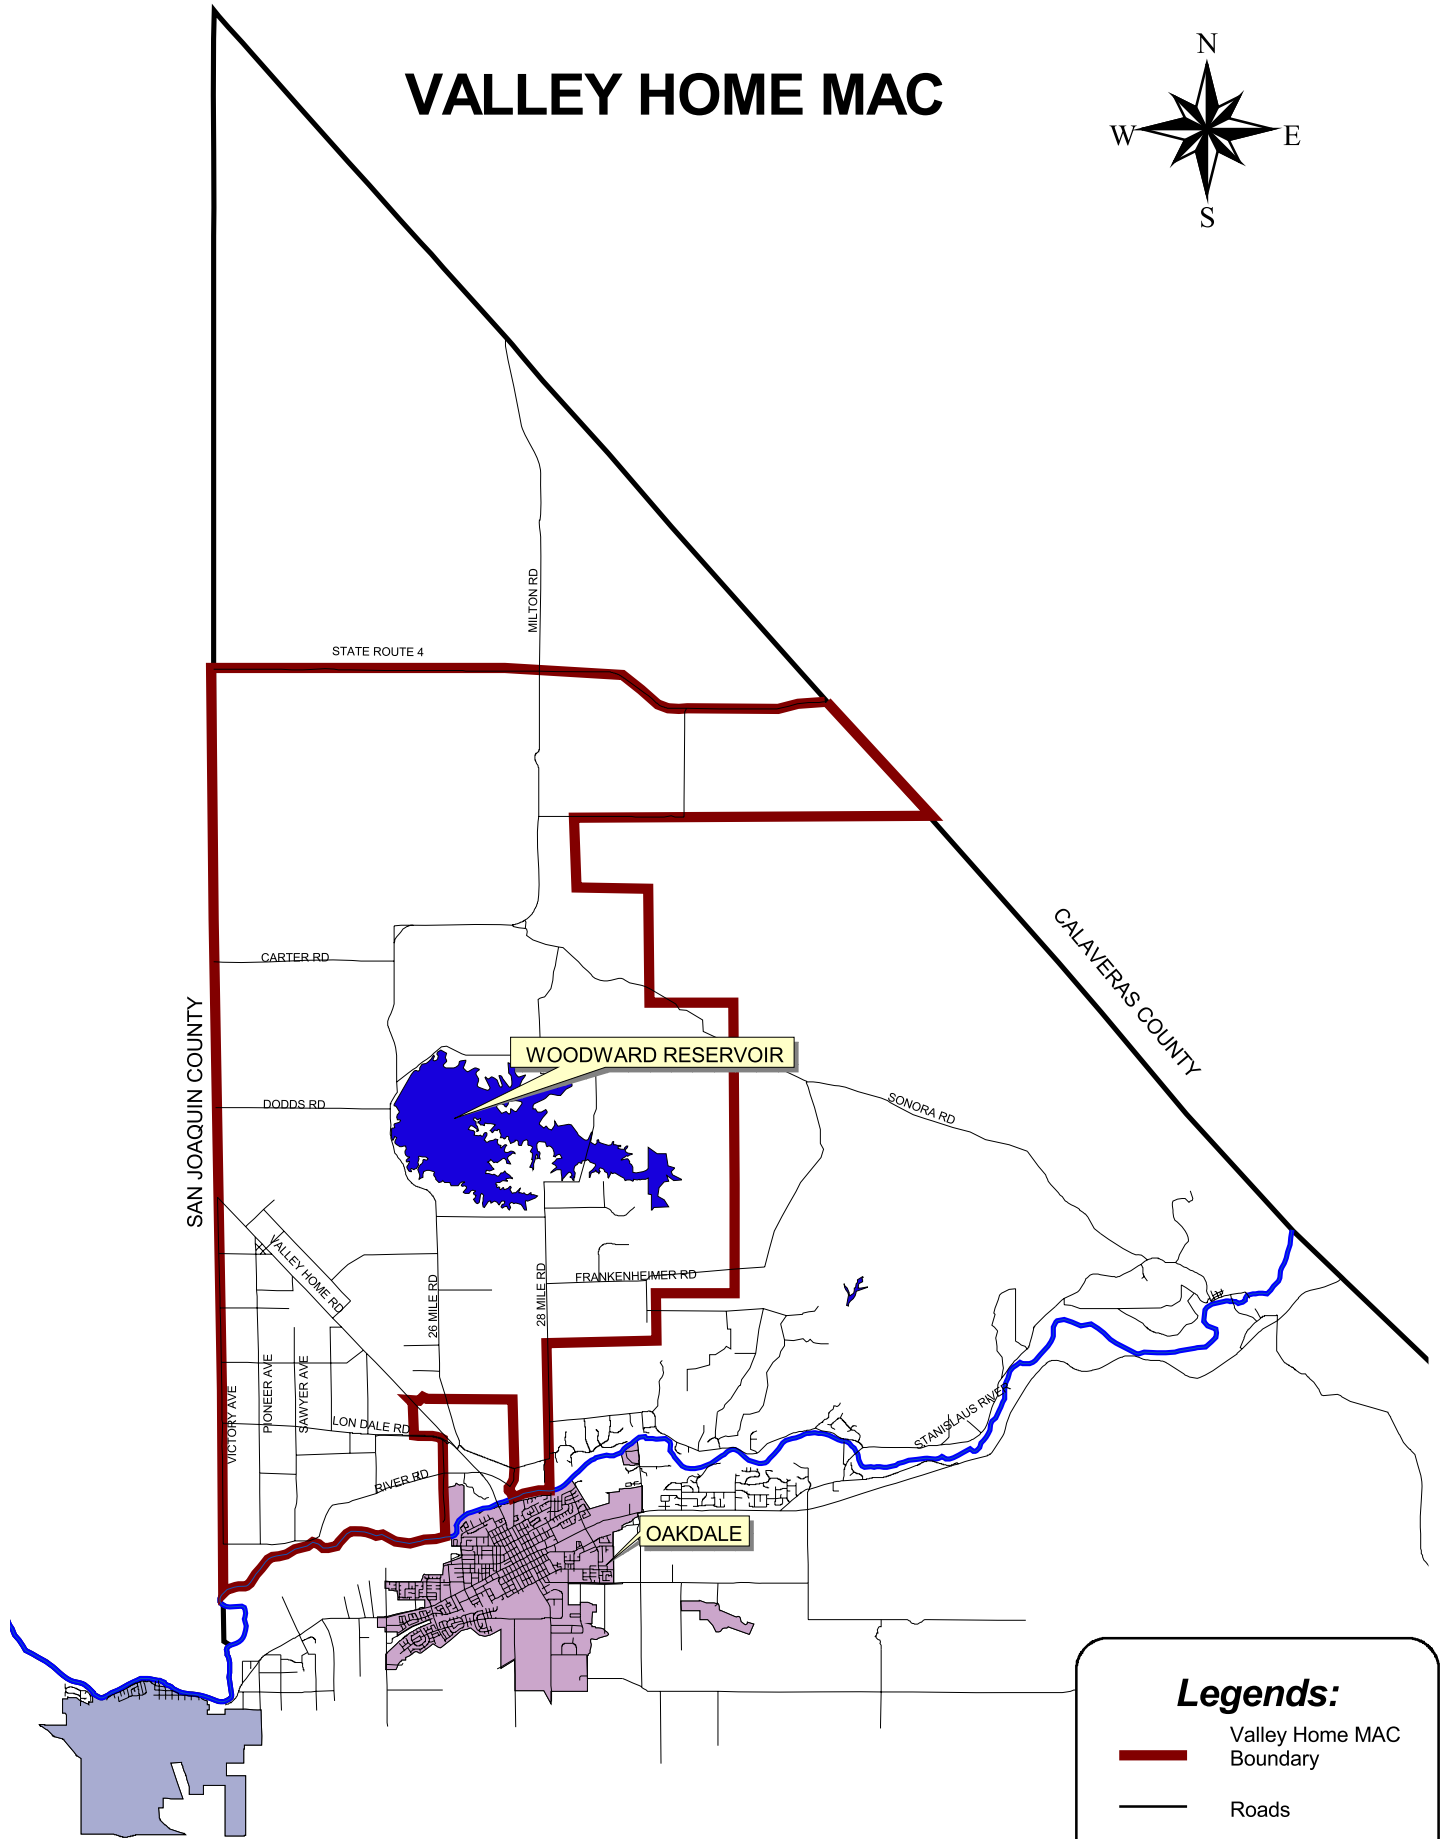 VALLEY HOME MAC
N
W
E
S
MILTON RD
STATE ROUTE 4
CALAVERAS COUNTY
CARTER RD
SAN JOAQUIN COUNTY
WOODWARD RESERVOIR
DODDS RD
SONORA RD
VALLEY HOME RD
26 MILE RD
28 MILE RD
FRANKENHEIMER RD
VICTORY AVE
PIONEER AVE
SAWYER AVE
LON DALE RD
STANISLAUS RIVER
RIVER RD
OAKDALE
Legends:
Valley Home MAC
Boundary
Roads